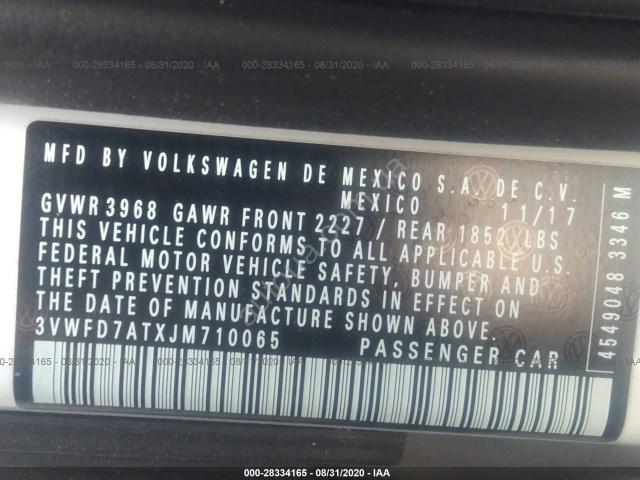 000-28334165 - 08/31/2020 - IAA
MFD BY VOLKSWAGEN DE MEXICO S.A. DE C.V.
MEXICO 11/17
GVWR 3968 GAWR FRONT 2227 / REAR 1852 LBS
THIS VEHICLE CONFORMS TO ALL APPLICABLE U.S.
FEDERAL MOTOR VEHICLE SAFETY, BUMPER AND
THEFT PREVENTION STANDARDS IN EFFECT ON
THE DATE OF MANUFACTURE SHOWN ABOVE.
3VWFD7ATXJM710065 PASSENGER CAR
4549048 3346 M
000-28334165 - 08/31/2020 - IAA